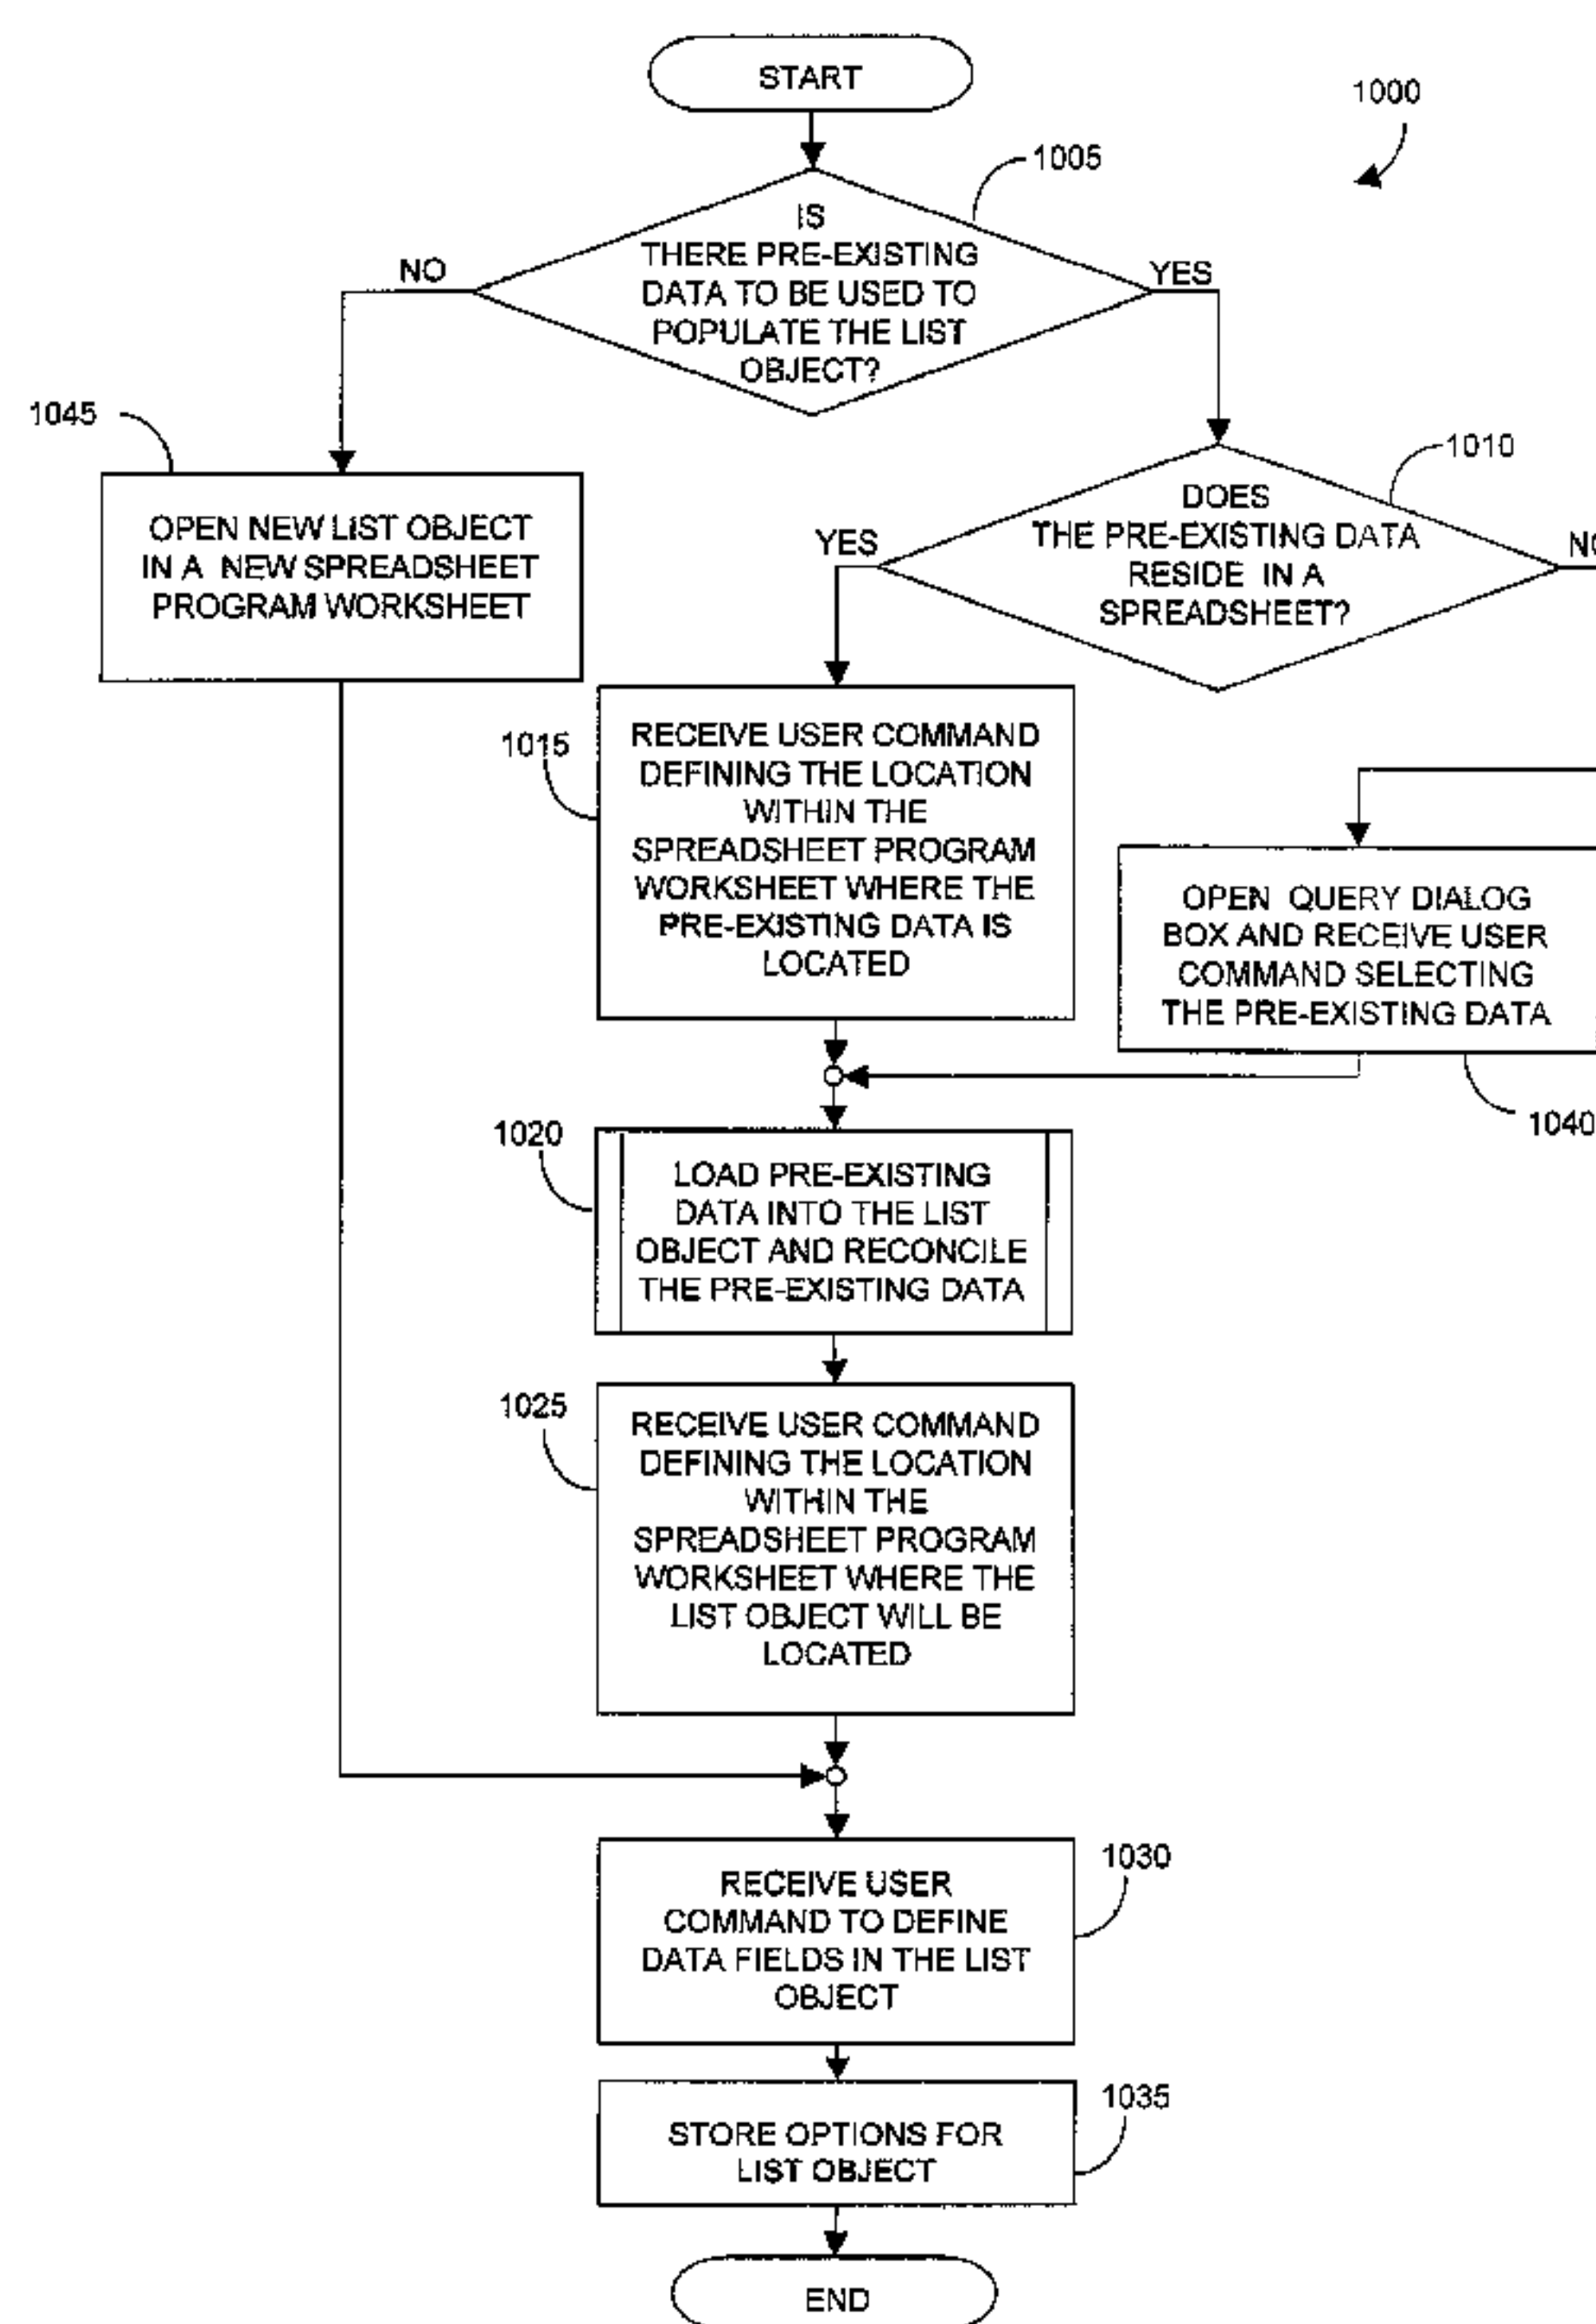 START
1000
1005
IS
THERE PRE-EXISTING
DATA TO BE USED TO
POPULATE THE LIST
OBJECT?
NO
YES
1045
OPEN NEW LIST OBJECT
IN A NEW SPREADSHEET
PROGRAM WORKSHEET
1010
DOES
THE PRE-EXISTING DATA
RESIDE IN A
SPREADSHEET?
YES
NO
1015
RECEIVE USER COMMAND
DEFINING THE LOCATION
WITHIN THE
SPREADSHEET PROGRAM
WORKSHEET WHERE THE
PRE-EXISTING DATA IS
LOCATED
OPEN QUERY DIALOG
BOX AND RECEIVE USER
COMMAND SELECTING
THE PRE-EXISTING DATA
1040
1020
LOAD PRE-EXISTING
DATA INTO THE LIST
OBJECT AND RECONCILE
THE PRE-EXISTING DATA
1025
RECEIVE USER COMMAND
DEFINING THE LOCATION
WITHIN THE
SPREADSHEET PROGRAM
WORKSHEET WHERE THE
LIST OBJECT WILL BE
LOCATED
1030
RECEIVE USER
COMMAND TO DEFINE
DATA FIELDS IN THE LIST
OBJECT
1035
STORE OPTIONS FOR
LIST OBJECT
END